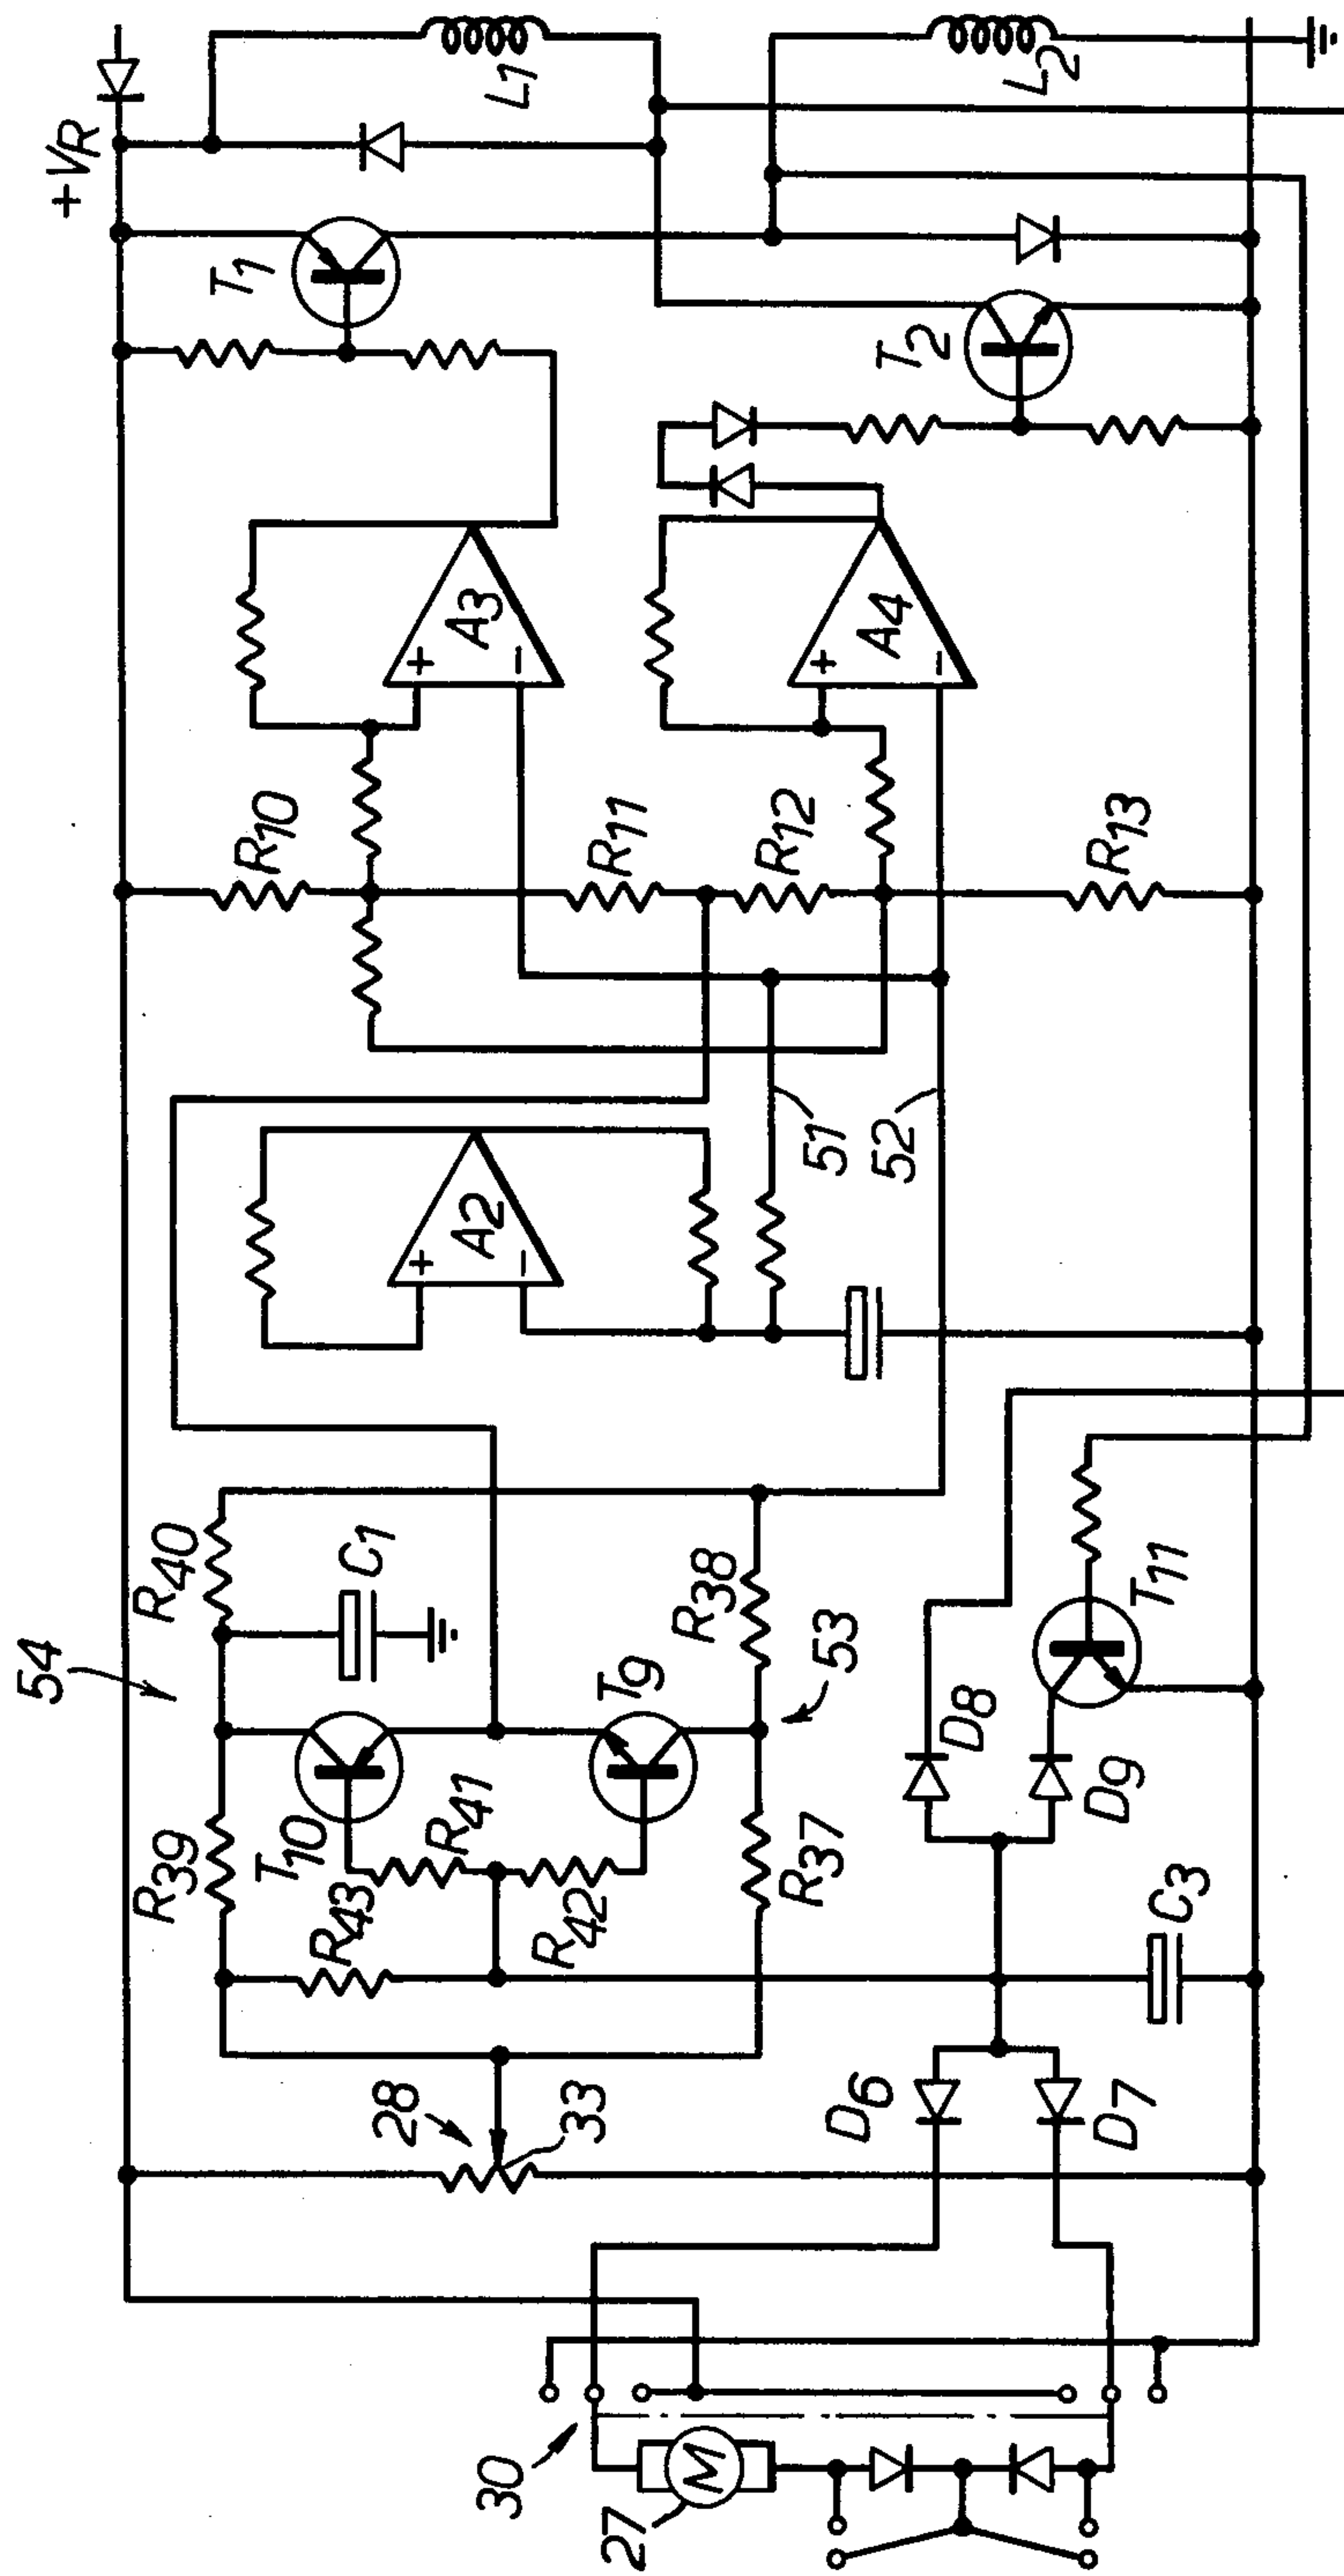 +VR
L1
L2
T1
T2
A3
+
-
A4
+
-
R10
R11
R12
R13
A2
+
-
51
52
54
R40
C1
R38
53
T9
T10
R39
R41
R42
R43
R37
T11
D8
D9
C3
28
33
D6
D7
30
27
M